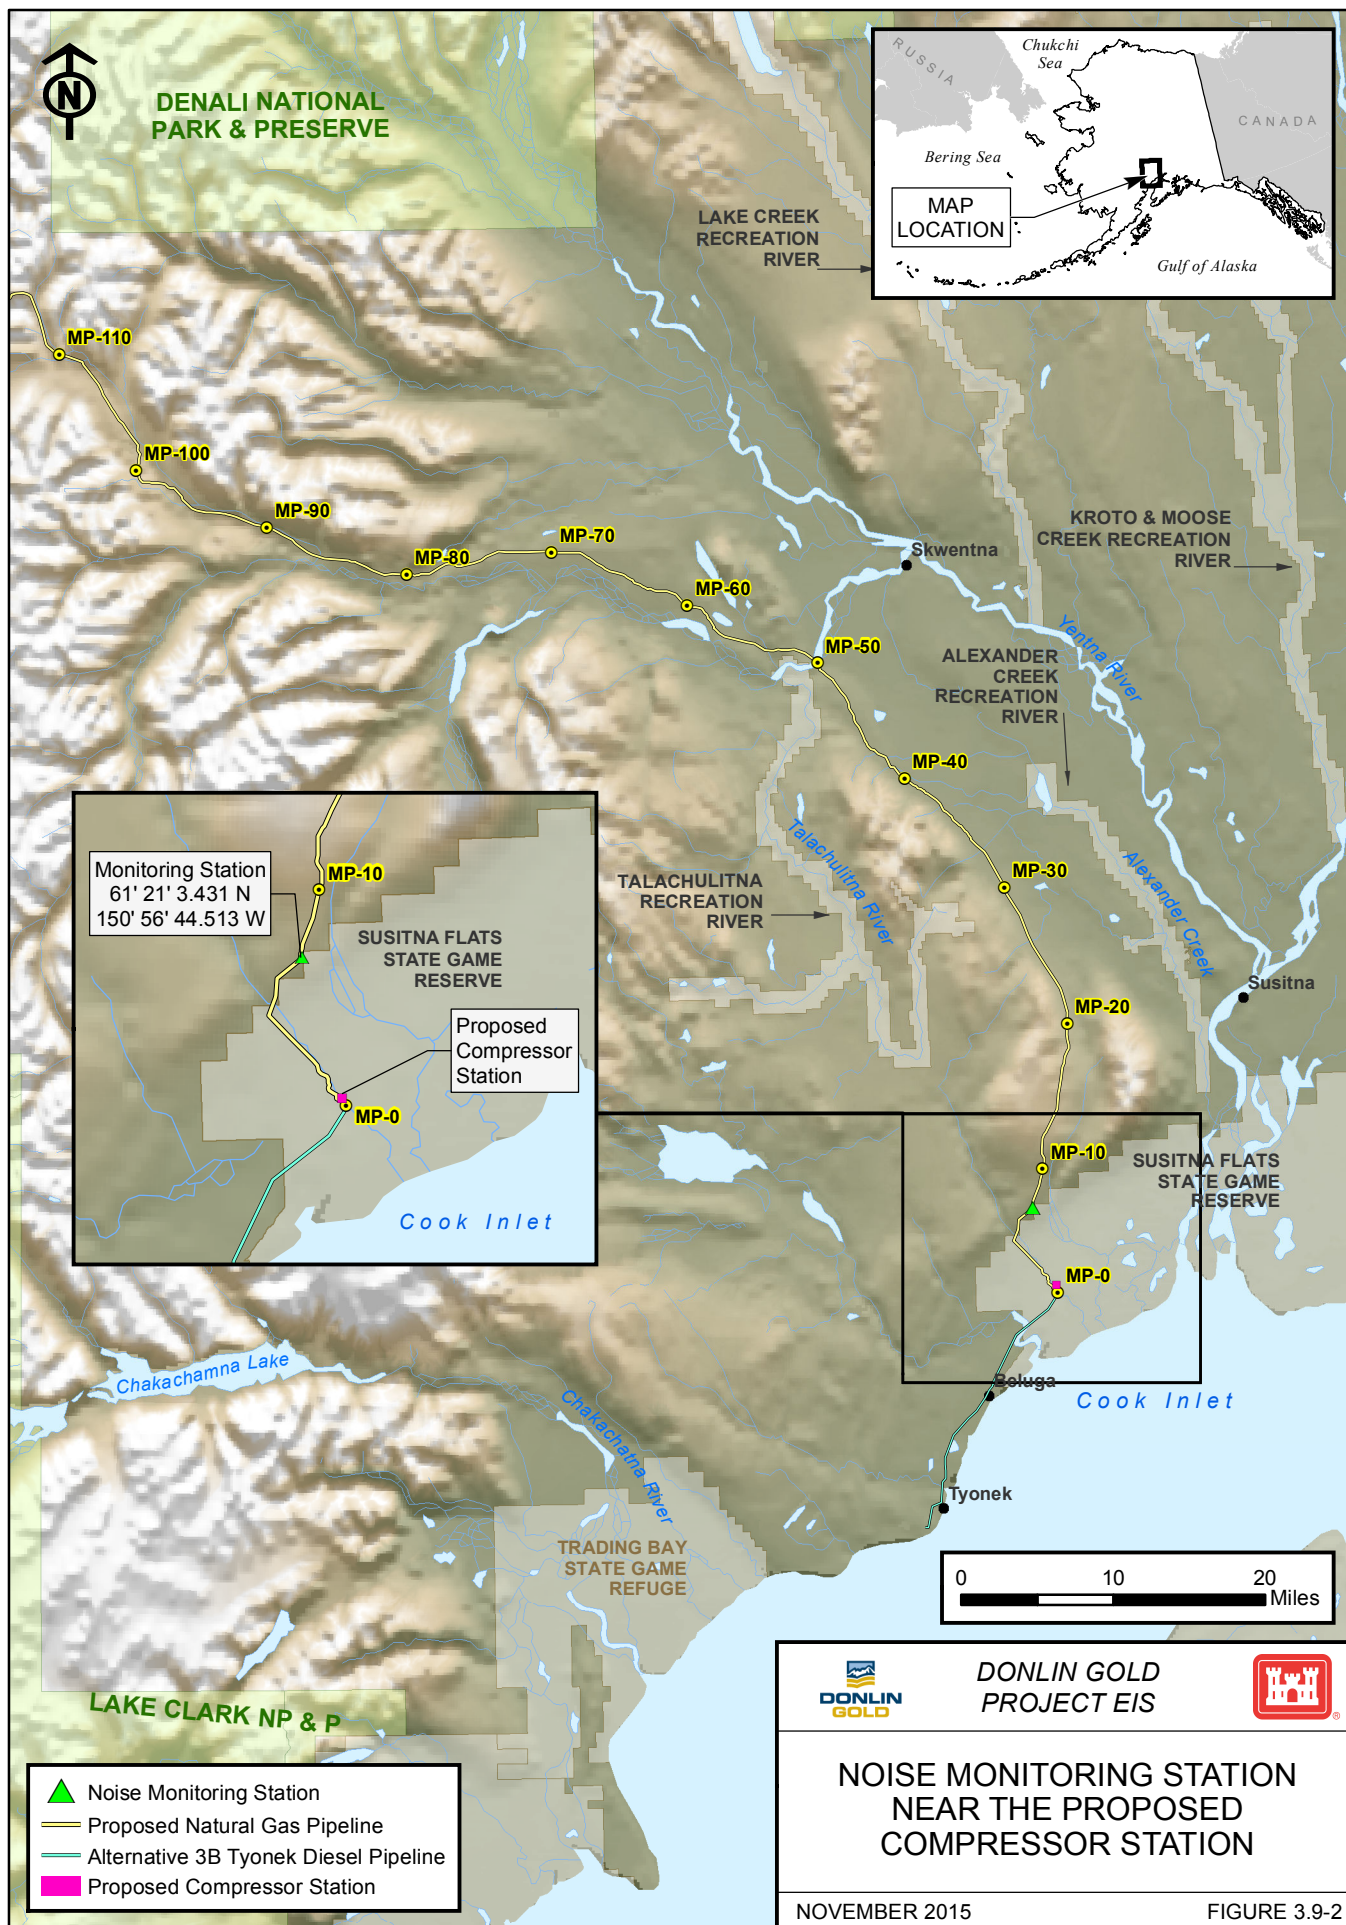 N
DENALI NATIONAL
PARK & PRESERVE
RUSSIA
Chukchi
Sea
CANADA
Bering Sea
MAP
LOCATION
Gulf of Alaska
LAKE CREEK
RECREATION
RIVER
MP-110
MP-100
MP-90
MP-80
MP-70
MP-60
MP-50
Skwentna
KROTO & MOOSE
CREEK RECREATION
RIVER
Yentna River
ALEXANDER
CREEK
RECREATION
RIVER
MP-40
Talachulitna River
TALACHULITNA
RECREATION
RIVER
MP-30
Alexander Creek
Susitna
MP-20
Monitoring Station
61' 21' 3.431 N
150' 56' 44.513 W
MP-10
SUSITNA FLATS
STATE GAME
RESERVE
Proposed
Compressor
Station
MP-0
Cook Inlet
MP-10
SUSITNA FLATS
STATE GAME
RESERVE
MP-0
Beluga
Cook Inlet
Chakachamna Lake
Chakachatna River
Tyonek
TRADING BAY
STATE GAME
REFUGE
0 10 20
Miles
LAKE CLARK NP & P
Noise Monitoring Station
Proposed Natural Gas Pipeline
Alternative 3B Tyonek Diesel Pipeline
Proposed Compressor Station
DONLIN
GOLD
DONLIN GOLD
PROJECT EIS
®
NOISE MONITORING STATION
NEAR THE PROPOSED
COMPRESSOR STATION
NOVEMBER 2015
FIGURE 3.9-2